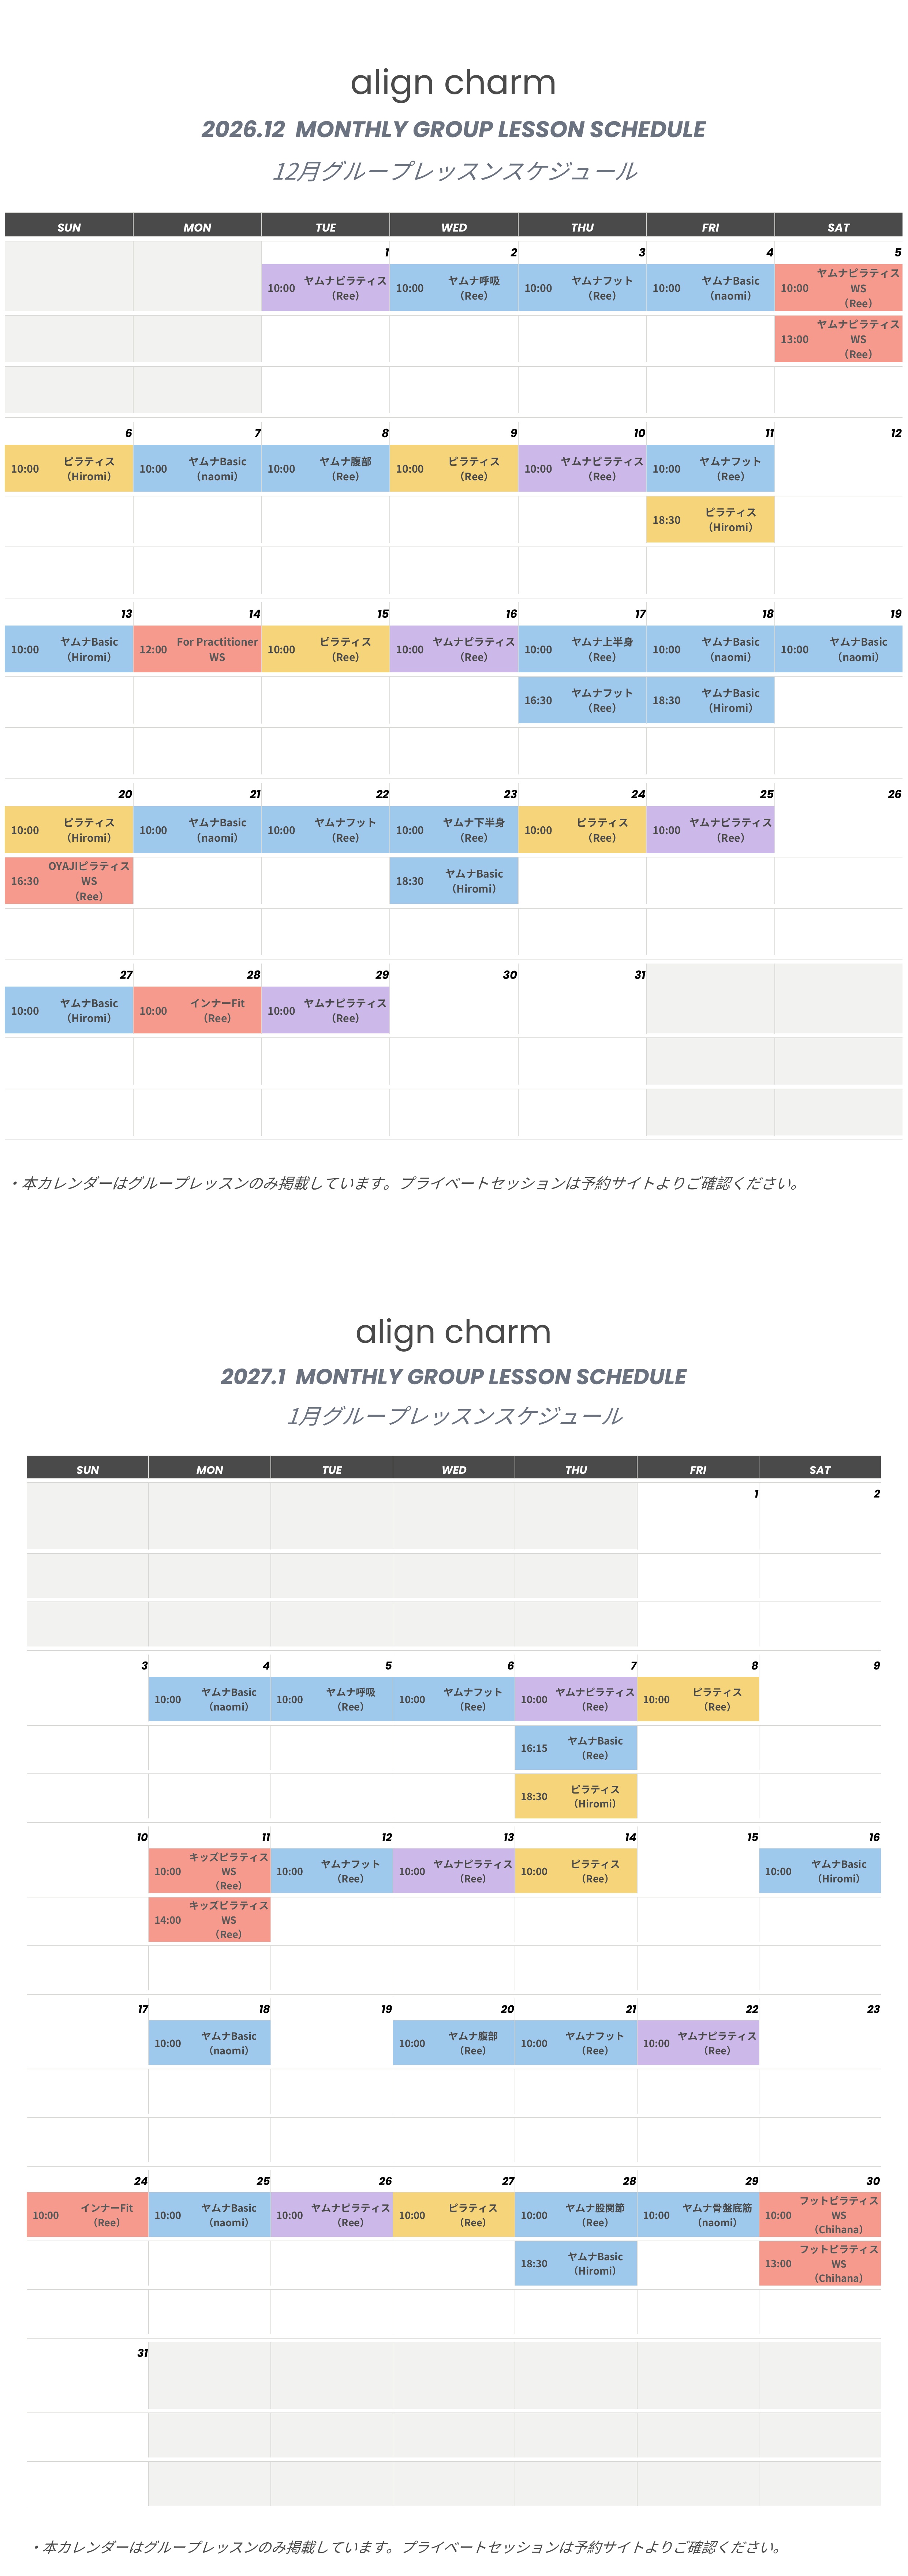 align charm
2026.12 MONTHLY GROUP LESSON SCHEDULE
12月グループレッスンスケジュール
SUN MON TUE WED THU FRI SAT
1 2 3 4 5
10:00 ヤムナピラティス (Ree)
10:00 ヤムナ呼吸 (Ree)
10:00 ヤムナフット (Ree)
10:00 ヤムナBasic (naomi)
10:00 ヤムナピラティス WS (Ree)
13:00 ヤムナピラティス WS (Ree)
6 7 8 9 10 11 12
10:00 ピラティス (Hiromi)
10:00 ヤムナBasic (naomi)
10:00 ヤムナ腹部 (Ree)
10:00 ピラティス (Ree)
10:00 ヤムナピラティス (Ree)
10:00 ヤムナフット (Ree)
18:30 ピラティス (Hiromi)
13 14 15 16 17 18 19
10:00 ヤムナBasic (Hiromi)
12:00 For Practitioner WS
10:00 ピラティス (Ree)
10:00 ヤムナピラティス (Ree)
10:00 ヤムナ上半身 (Ree)
10:00 ヤムナBasic (naomi)
10:00 ヤムナBasic (naomi)
16:30 ヤムナフット (Ree)
18:30 ヤムナBasic (Hiromi)
20 21 22 23 24 25 26
10:00 ピラティス (Hiromi)
10:00 ヤムナBasic (naomi)
10:00 ヤムナフット (Ree)
10:00 ヤムナ下半身 (Ree)
10:00 ピラティス (Ree)
10:00 ヤムナピラティス (Ree)
16:30 OYAJIピラティス WS (Ree)
18:30 ヤムナBasic (Hiromi)
27 28 29 30 31
10:00 ヤムナBasic (Hiromi)
10:00 インナーFit (Ree)
10:00 ヤムナピラティス (Ree)
・本カレンダーはグループレッスンのみ掲載しています。プライベートセッションは予約サイトよりご確認ください。
align charm
2027.1 MONTHLY GROUP LESSON SCHEDULE
1月グループレッスンスケジュール
SUN MON TUE WED THU FRI SAT
1 2
3 4 5 6 7 8 9
10:00 ヤムナBasic (naomi)
10:00 ヤムナ呼吸 (Ree)
10:00 ヤムナフット (Ree)
10:00 ヤムナピラティス (Ree)
10:00 ピラティス (Ree)
16:15 ヤムナBasic (Ree)
18:30 ピラティス (Hiromi)
10 11 12 13 14 15 16
10:00 キッズピラティス WS (Ree)
10:00 ヤムナフット (Ree)
10:00 ヤムナピラティス (Ree)
10:00 ピラティス (Ree)
10:00 ヤムナBasic (Hiromi)
14:00 キッズピラティス WS (Ree)
17 18 19 20 21 22 23
10:00 ヤムナBasic (naomi)
10:00 ヤムナ腹部 (Ree)
10:00 ヤムナフット (Ree)
10:00 ヤムナピラティス (Ree)
24 25 26 27 28 29 30
10:00 インナーFit (Ree)
10:00 ヤムナBasic (naomi)
10:00 ヤムナピラティス (Ree)
10:00 ピラティス (Ree)
10:00 ヤムナ股関節 (Ree)
10:00 ヤムナ骨盤底筋 (naomi)
10:00 フットピラティス WS (Chihana)
18:30 ヤムナBasic (Hiromi)
13:00 フットピラティス WS (Chihana)
31
・本カレンダーはグループレッスンのみ掲載しています。プライベートセッションは予約サイトよりご確認ください。